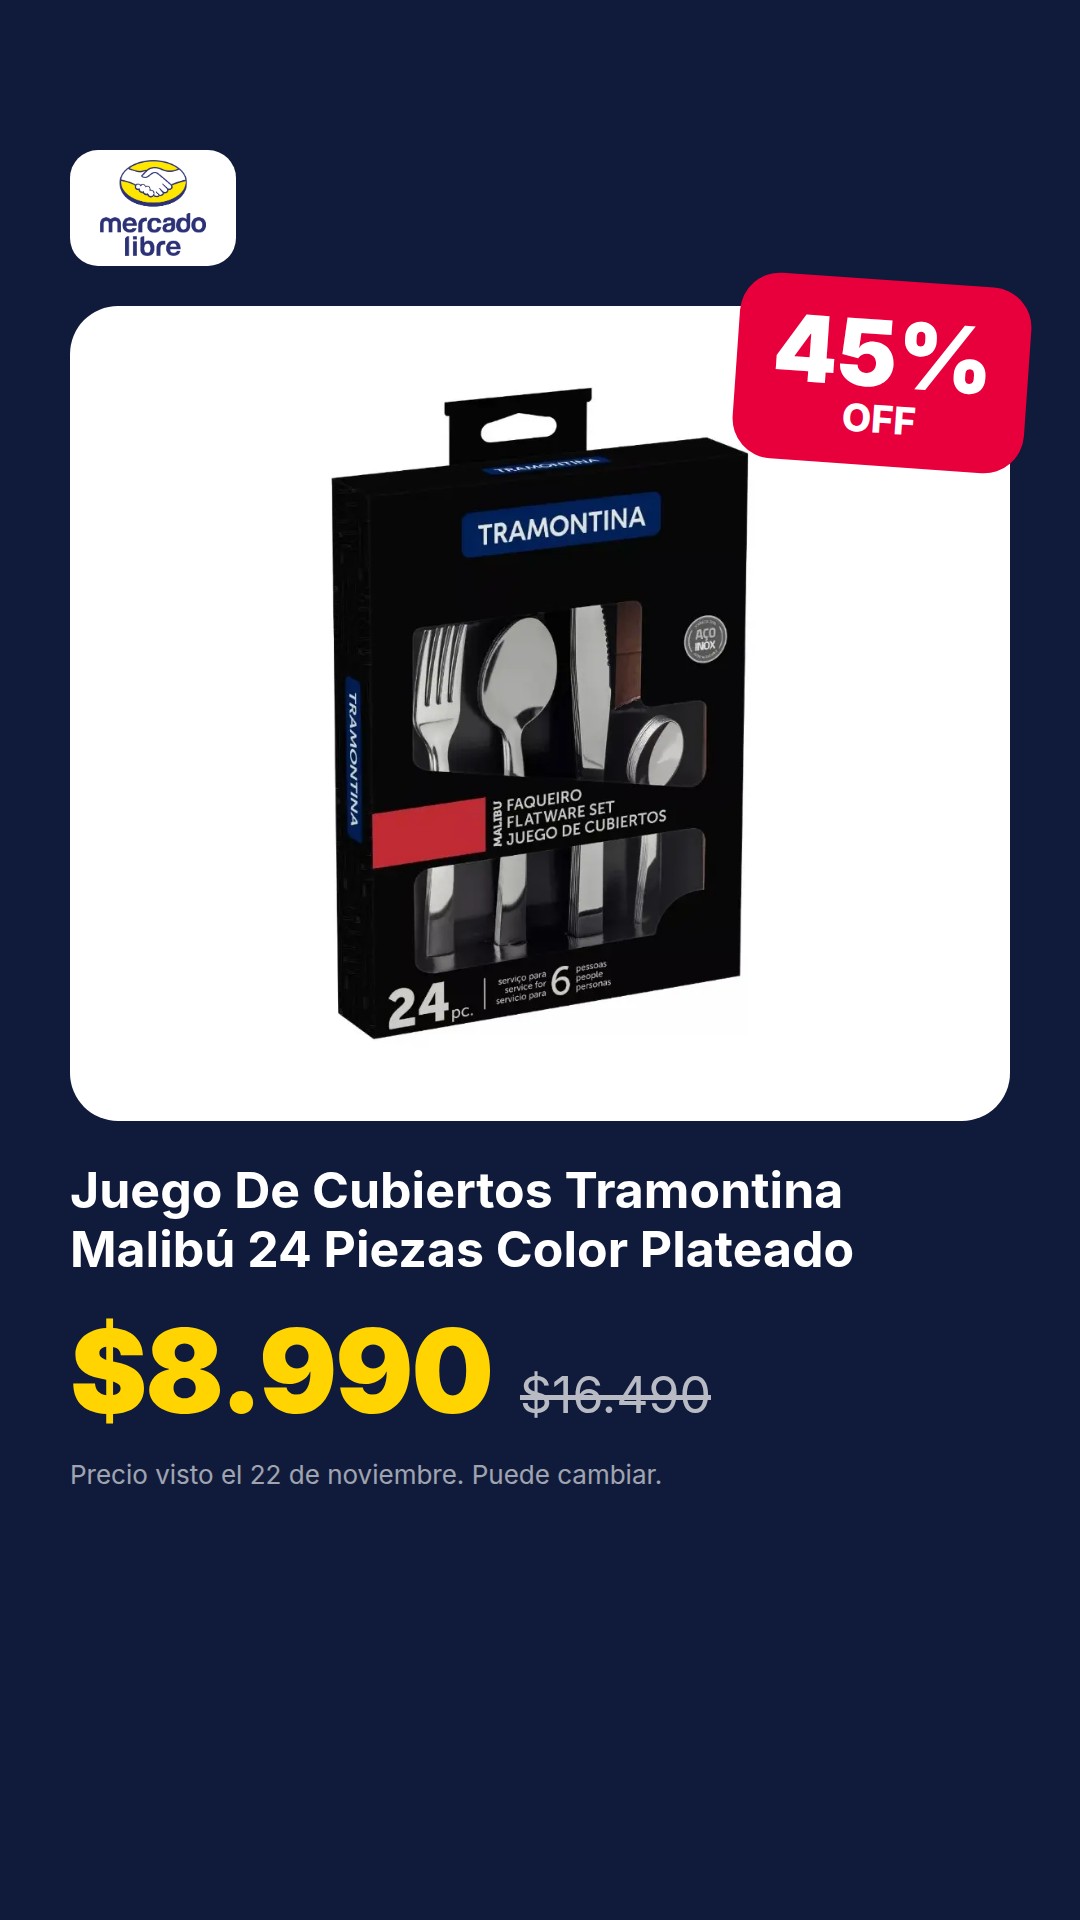 mercado
libre
45%
OFF
TRAMONTINA
TRAMONTINA
AÇO
INOX
TRAMONTINA
MALIBU
FAQUEIRO
FLATWARE SET
JUEGO DE CUBIERTOS
24 pc.
serviço para
service for
servicio para
6
pessoas
people
personas
Juego De Cubiertos Tramontina
Malibú 24 Piezas Color Plateado
$8.990 $16.490
Precio visto el 22 de noviembre. Puede cambiar.